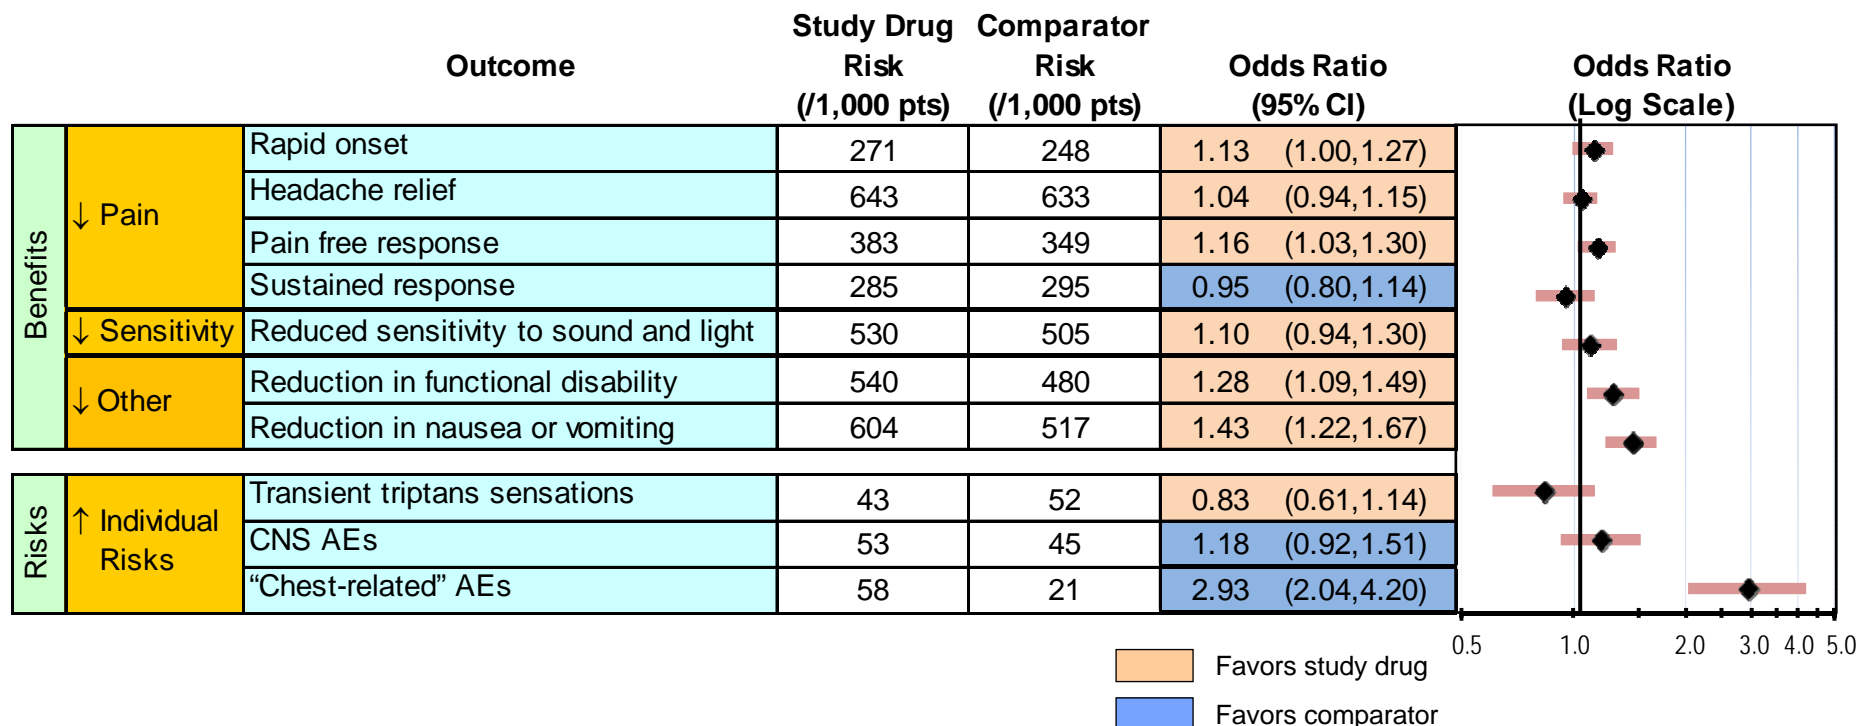 Outcome
Study Drug Risk (/1,000 pts)
Comparator Risk (/1,000 pts)
Odds Ratio (95% CI)
Odds Ratio (Log Scale)
Benefits
↓ Pain
Rapid onset 271 248 1.13 (1.00,1.27)
Headache relief 643 633 1.04 (0.94,1.15)
Pain free response 383 349 1.16 (1.03,1.30)
Sustained response 285 295 0.95 (0.80,1.14)
↓ Sensitivity
Reduced sensitivity to sound and light 530 505 1.10 (0.94,1.30)
↓ Other
Reduction in functional disability 540 480 1.28 (1.09,1.49)
Reduction in nausea or vomiting 604 517 1.43 (1.22,1.67)
Risks
↑ Individual Risks
Transient triptans sensations 43 52 0.83 (0.61,1.14)
CNS AEs 53 45 1.18 (0.92,1.51)
“Chest-related” AEs 58 21 2.93 (2.04,4.20)
0.5 1.0 2.0 3.0 4.0 5.0
Favors study drug
Favors comparator